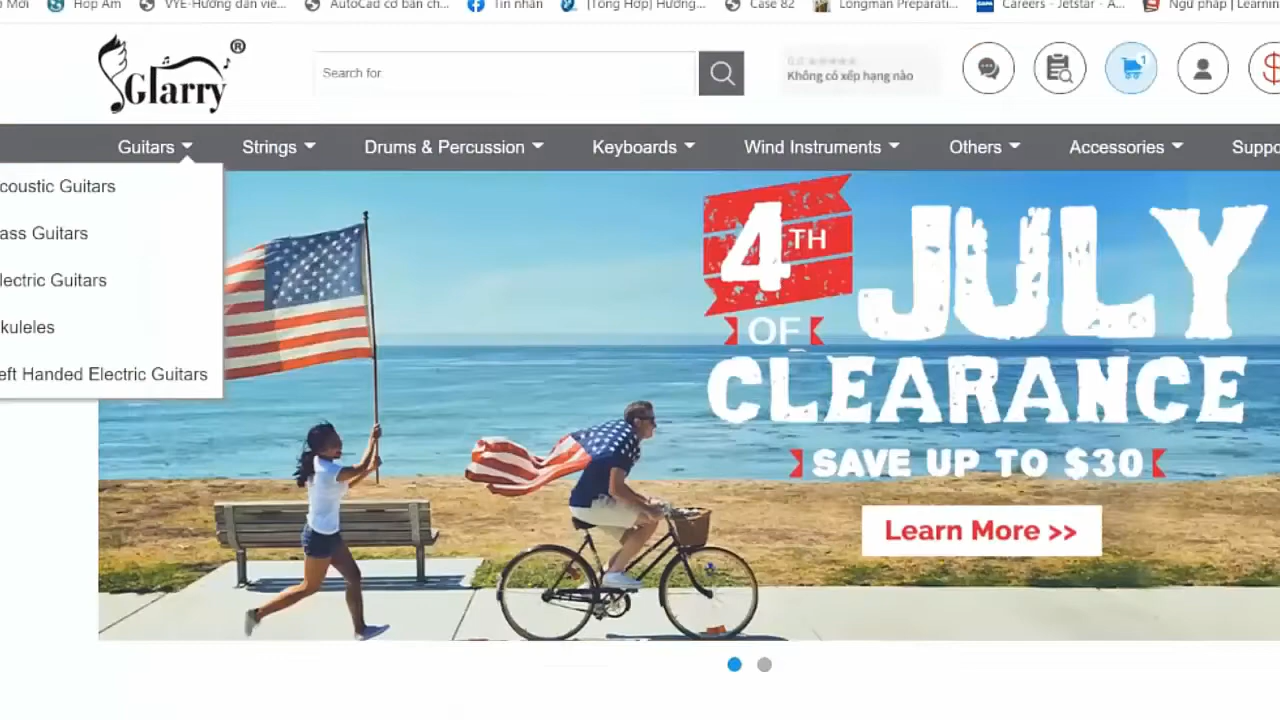 Hợp Âm
VYE-Hướng dẫn viê...
AutoCad cơ bản ch...
Tin nhắn
[Tổng Hợp] Hướng...
Case 82
Longman Preparati...
Careers - Jetstar - A...
Ngữ pháp | Learnin
Glarry ®
Search for
Không có xếp hạng nào
1
Guitars
Strings
Drums & Percussion
Keyboards
Wind Instruments
Others
Accessories
Suppo
coustic Guitars
ass Guitars
lectric Guitars
kuleles
eft Handed Electric Guitars
4TH
OF
JULY
CLEARANCE
SAVE UP TO $30
Learn More >>